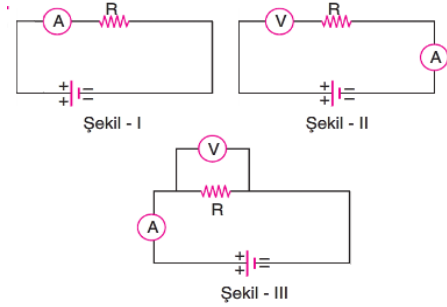 A R V R
A
+ + = + + =
Şekil - I Şekil - II
V
R
A
+ + =
Şekil - III